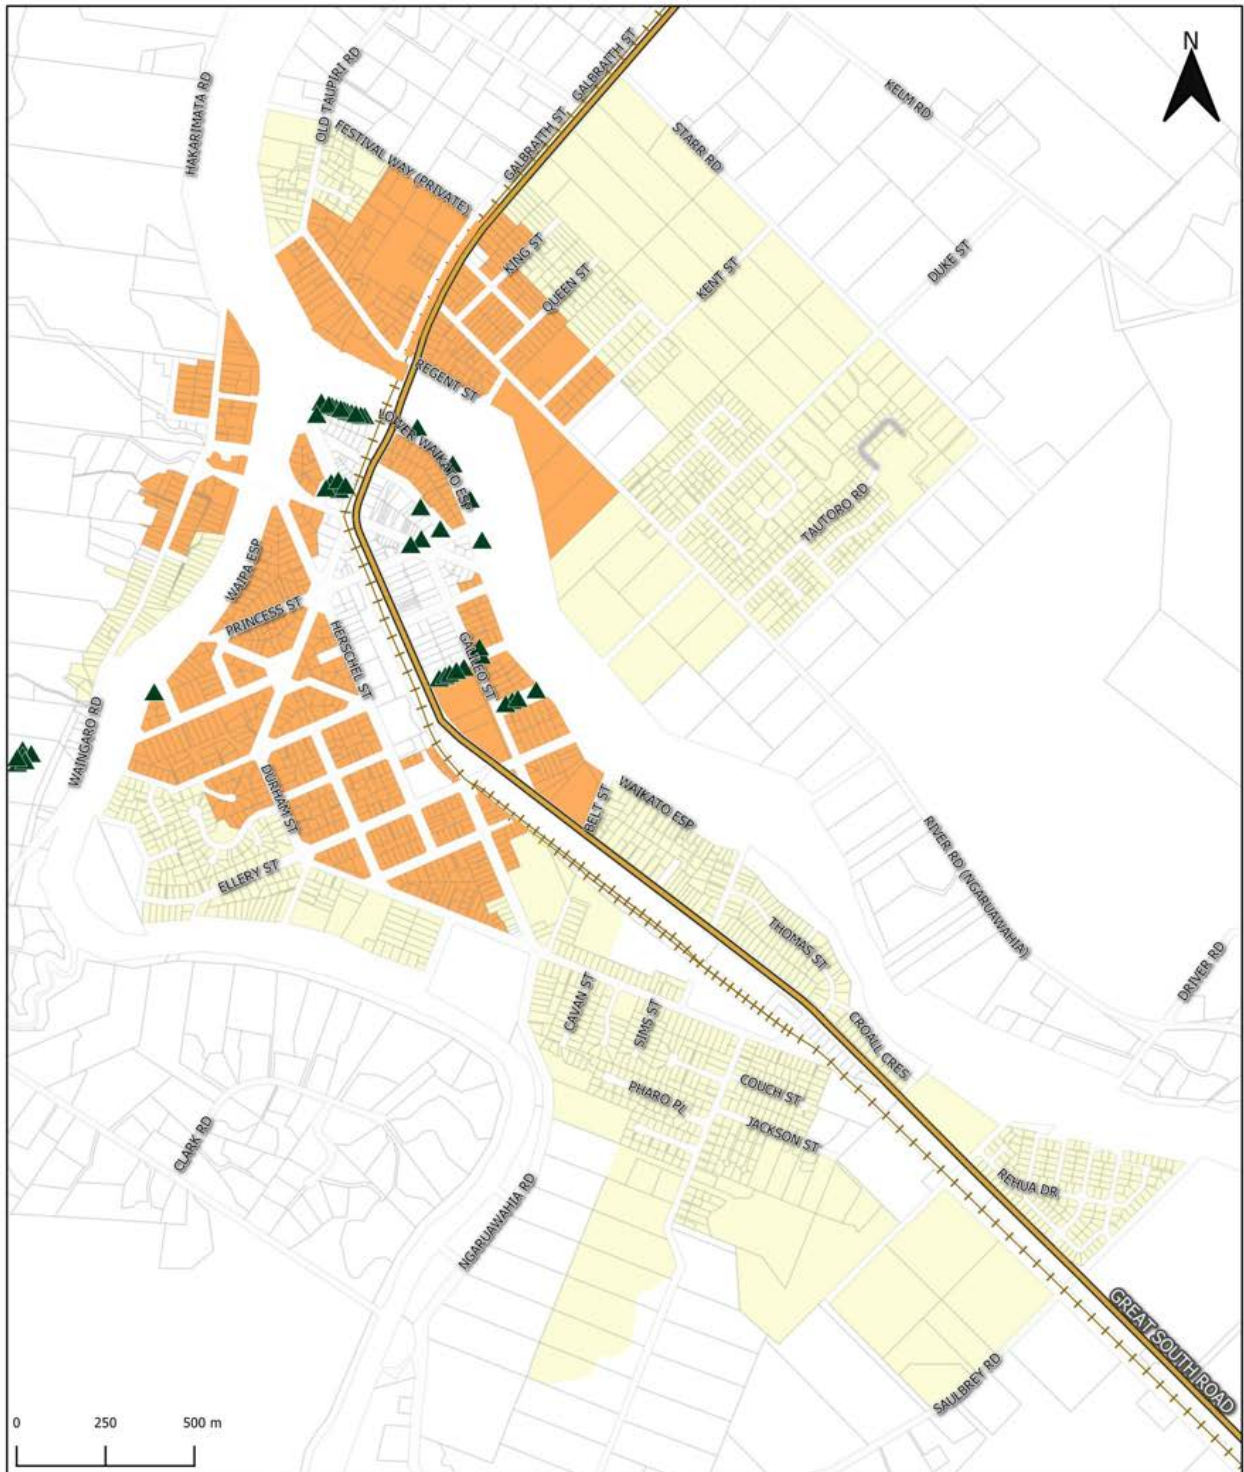 N
HAKARIMATA RD
OLD TAUPIRI RD
GALBRAITH ST
GALBRAITH ST
KELM RD
STARR RD
FESTIVAL WAY (PRIVATE)
KING ST
QUEEN ST
KENT ST
DUKE ST
REGENT ST
LOWER WAIKATO ESP
TAUTORO RD
WAIPA ESP
PRINCESS ST
HERSCHEL ST
GALILEO ST
WAINGARO RD
DURHAM ST
BELT ST
WAIKATO ESP
ELLERY ST
RIVER RD (NGARUAWAHIA)
THOMAS ST
DRIVER RD
CAVAN ST
SIMS ST
CROALL CRES
COUCH ST
PHARO PL
JACKSON ST
CLARK RD
REHUA DR
NGARUAWAHIA RD
GREAT SOUTH ROAD
SAULBREY RD
0 250 500 m